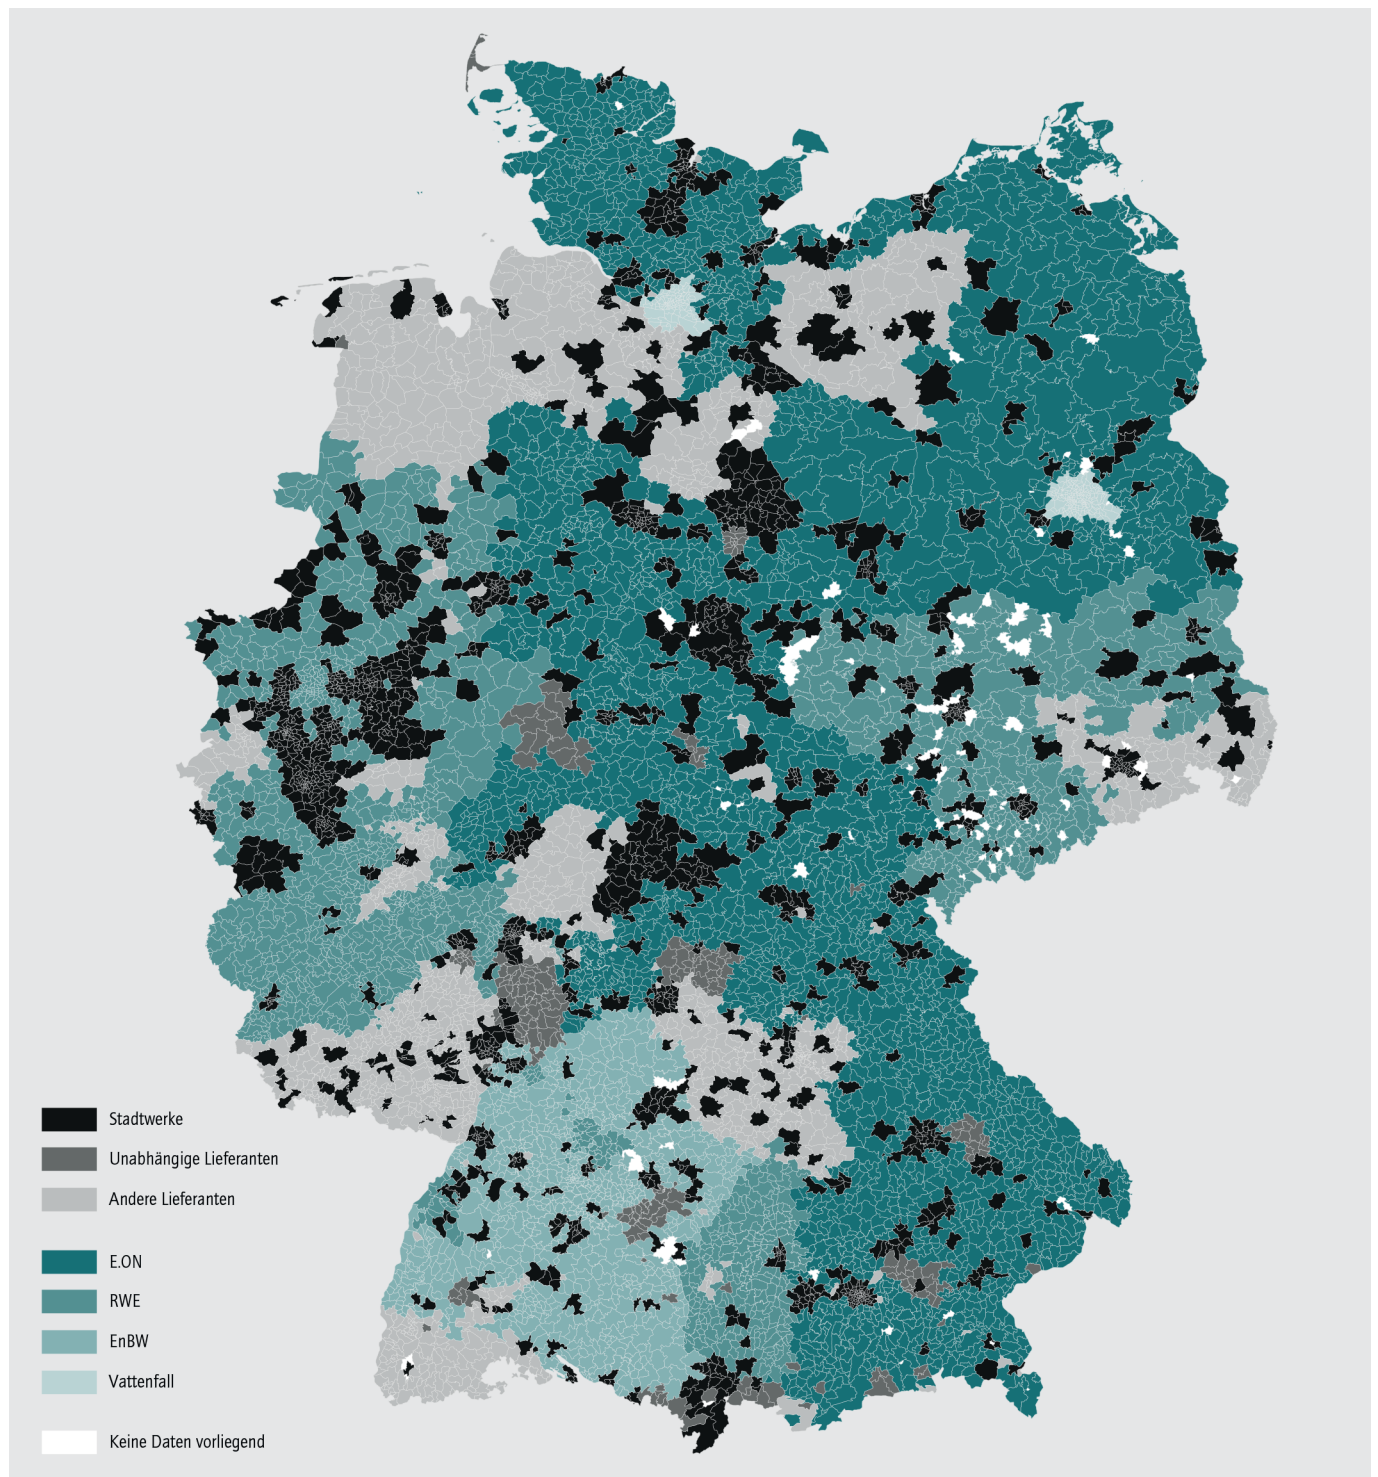 Stadtwerke
Unabhängige Lieferanten
Andere Lieferanten
E.ON
RWE
EnBW
Vattenfall
Keine Daten vorliegend